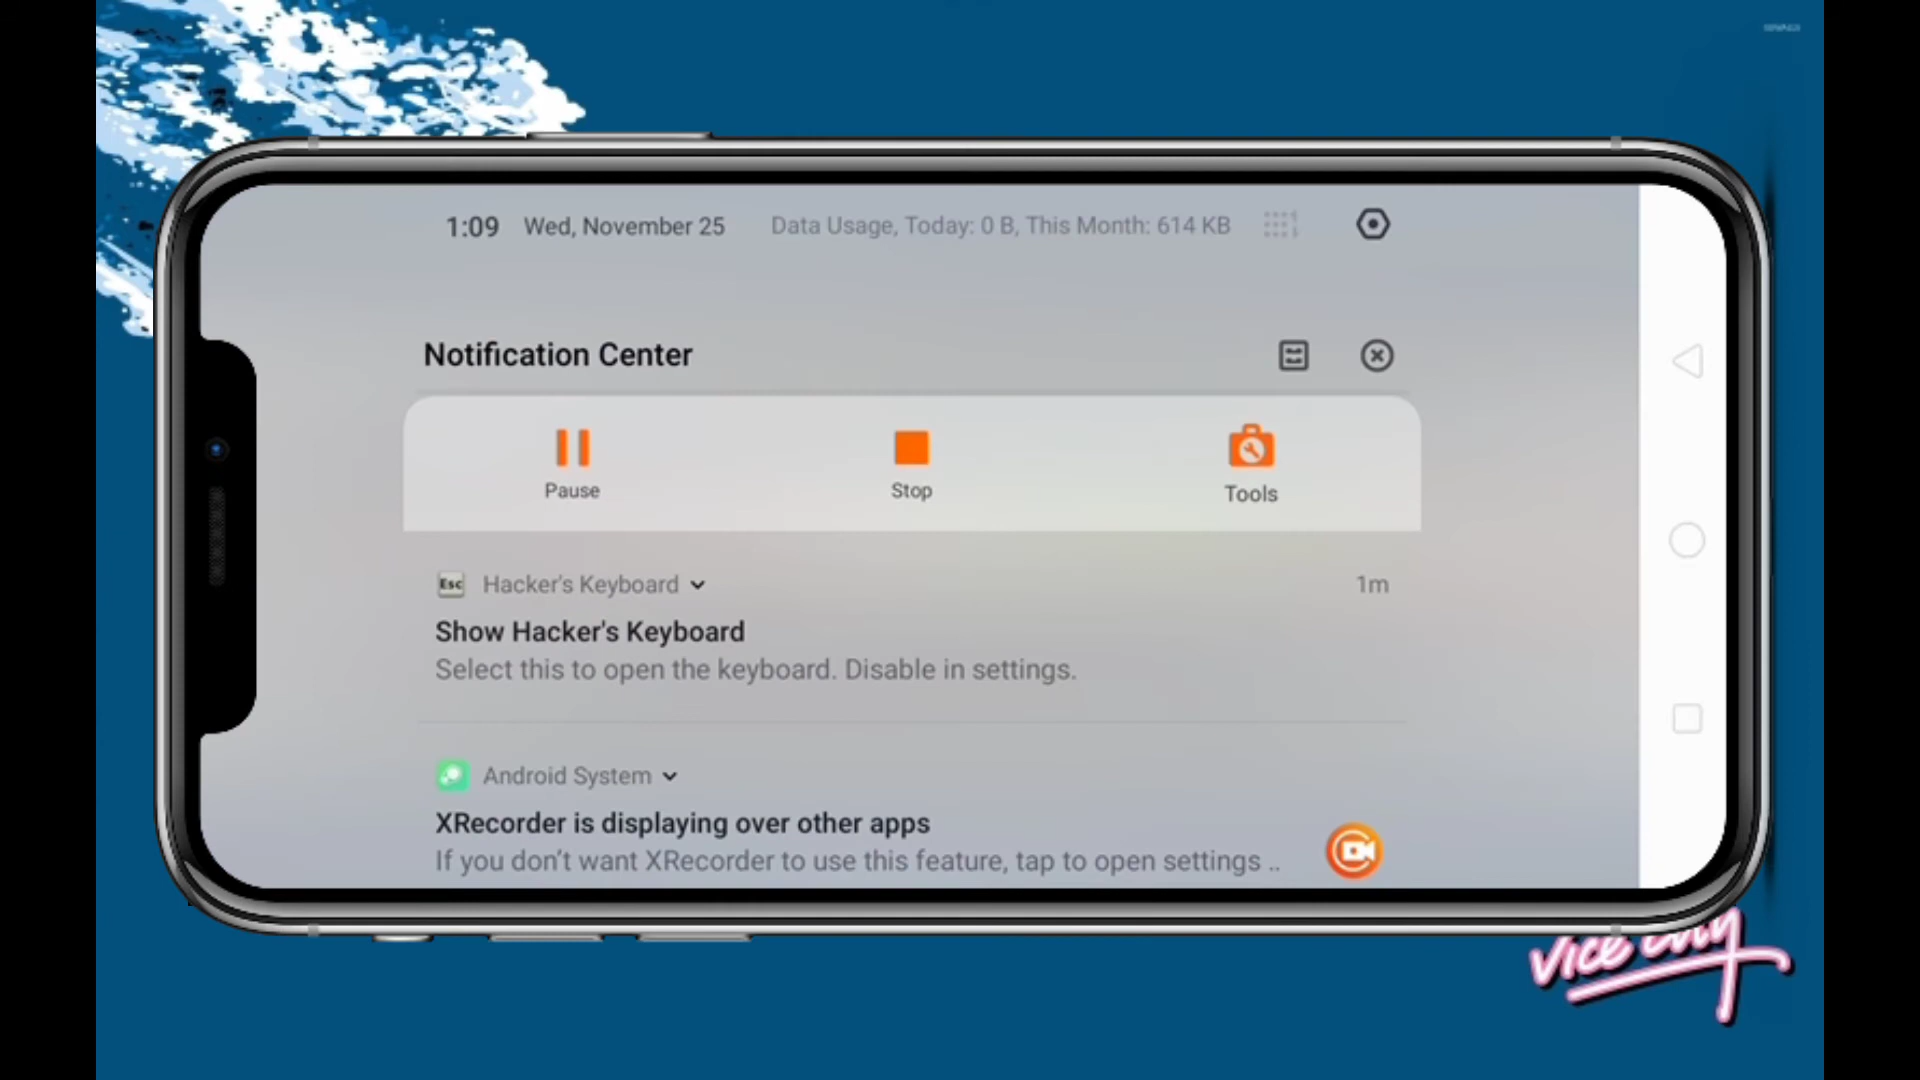 1:09 Wed, November 25 Data Usage, Today: 0 B, This Month: 614 KB
Notification Center
Pause Stop Tools
Esc Hacker's Keyboard 1m
Show Hacker's Keyboard
Select this to open the keyboard. Disable in settings.
Android System
XRecorder is displaying over other apps
If you don't want XRecorder to use this feature, tap to open settings ..
Vice City